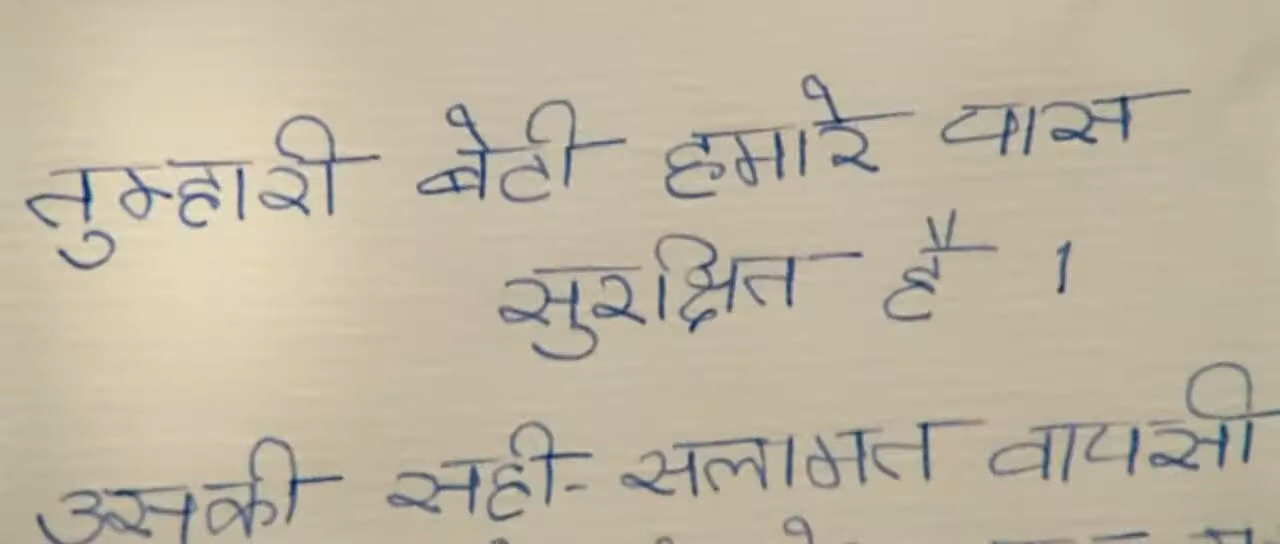 तुम्हारी बेटी हमारे पास
सुरक्षित है ।
उसकी सही-सलामत वापसी